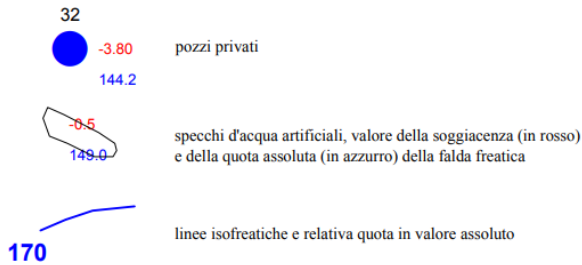 32
-3.80 pozzi privati
144.2
-0.5
specchi d'acqua artificiali, valore della soggiacenza (in rosso)
149.0 e della quota assoluta (in azzurro) della falda freatica
linee isofreatiche e relativa quota in valore assoluto
170